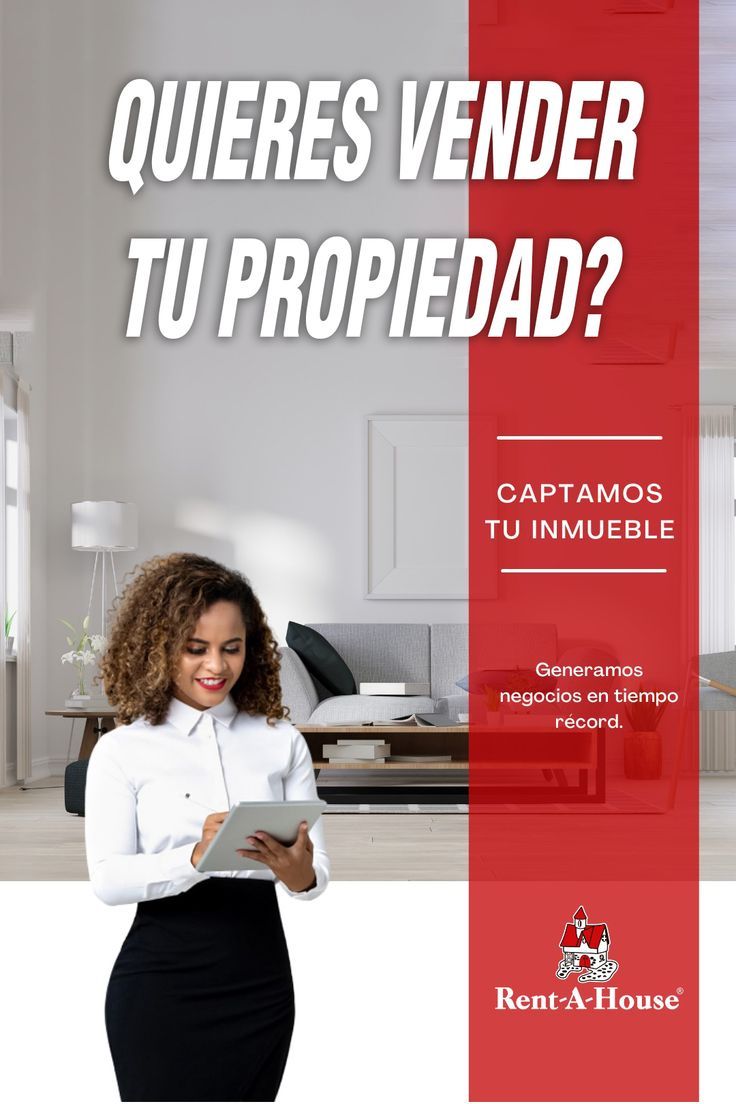 QUIERES VENDER
TU PROPIEDAD?
CAPTAMOS
TU INMUEBLE
Generamos
negocios en tiempo
récord.
Rent-A-House®